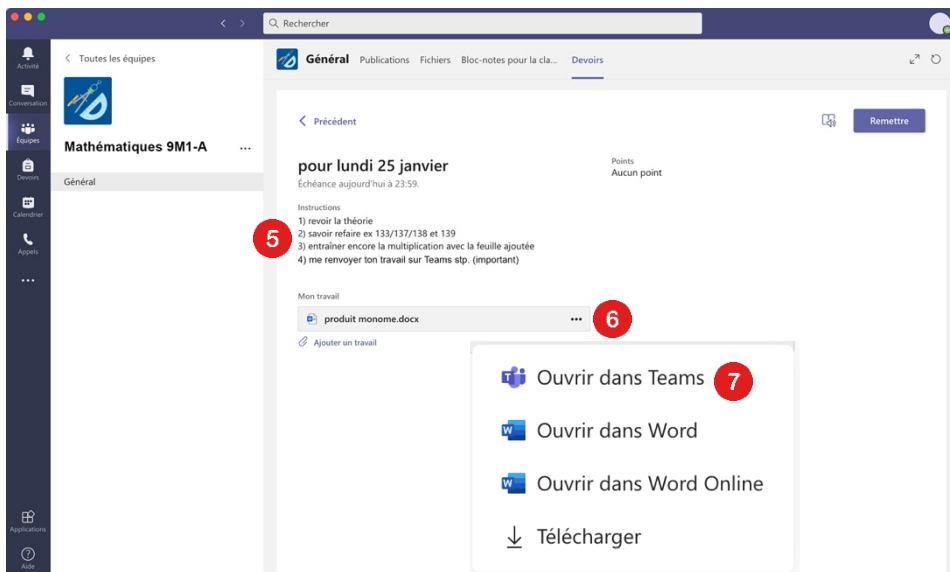 Rechercher
Activité
Conversation
Équipes
Devoirs
Calendrier
Appels
Applications
Aide
Toutes les équipes
Mathématiques 9M1-A
Général
Général Publications Fichiers Bloc-notes pour la cla... Devoirs
Précédent
Remettre
pour lundi 25 janvier
Échéance aujourd'hui à 23:59.
Points
Aucun point
Instructions
1) revoir la théorie
2) savoir refaire ex 133/137/138 et 139
3) entraîner encore la multiplication avec la feuille ajoutée
4) me renvoyer ton travail sur Teams stp. (important)
5
Mon travail
W produit monome.docx
6
Ajouter un travail
T Ouvrir dans Teams
7
W Ouvrir dans Word
W Ouvrir dans Word Online
Télécharger